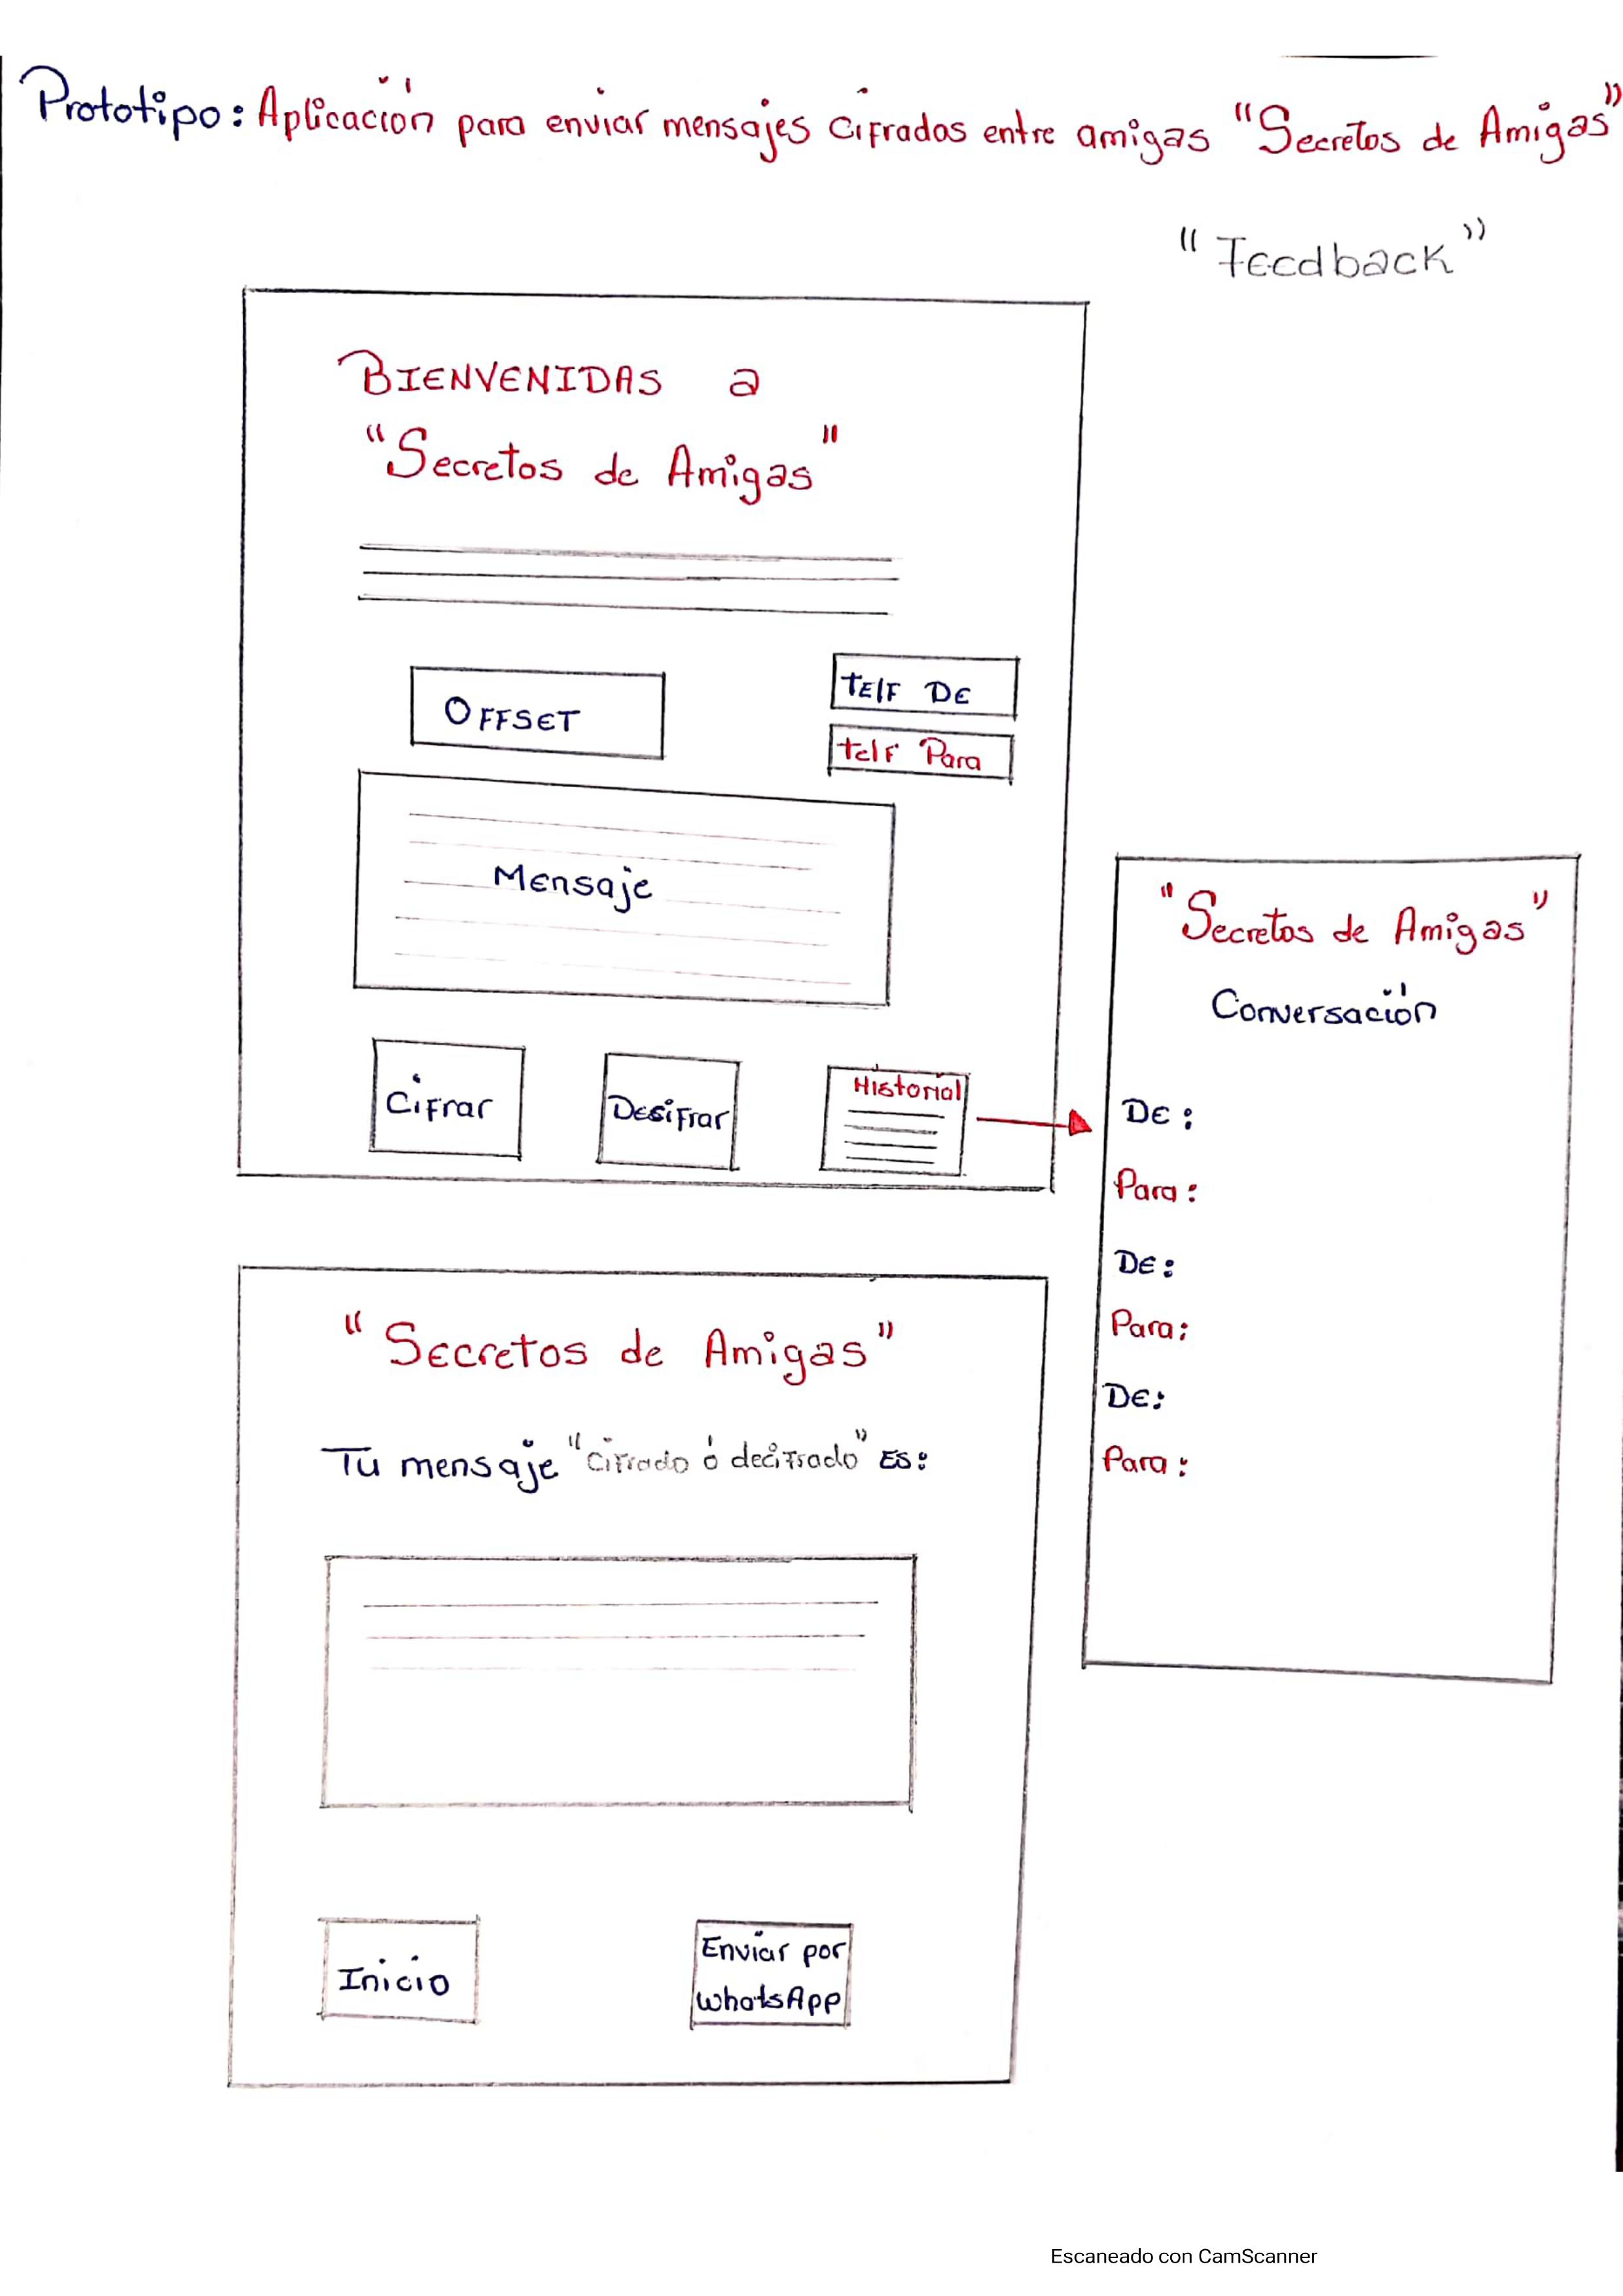 Prototipo: Aplicación para enviar mensajes cifrados entre amigas "Secretos de Amigas"
"Feedback"
BIENVENIDAS a
"Secretos de Amigas"
OFFSET
TELF DE
telf Para
Mensaje
Cifrar
Desifrar
Historial
"Secretos de Amigas"
Conversación
DE:
Para:
DE:
Para:
DE:
Para:
"Secretos de Amigas"
Tu mensaje "cifrado ó decifrado" ES:
Inicio
Enviar por
whatsApp
Escaneado con CamScanner